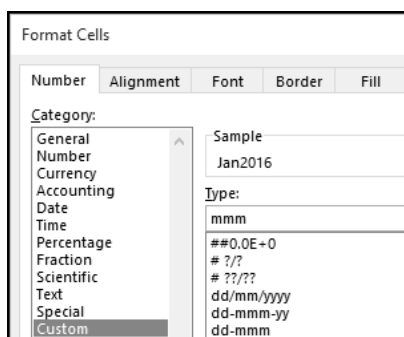 Format Cells
Number Alignment Font Border Fill
Category:
General
Number
Currency
Accounting
Date
Time
Percentage
Fraction
Scientific
Text
Special
Custom
Sample
Jan2016
Type:
mmm
##0.0E+0
# ?/?
# ??/??
dd/mm/yyyy
dd-mmm-yy
dd-mmm